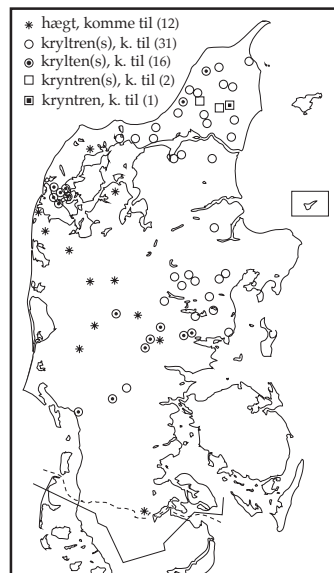 hægt, komme til (12)
kryltren(s), k. til (31)
krylten(s), k. til (16)
kryntren(s), k. til (2)
kryntren, k. til (1)